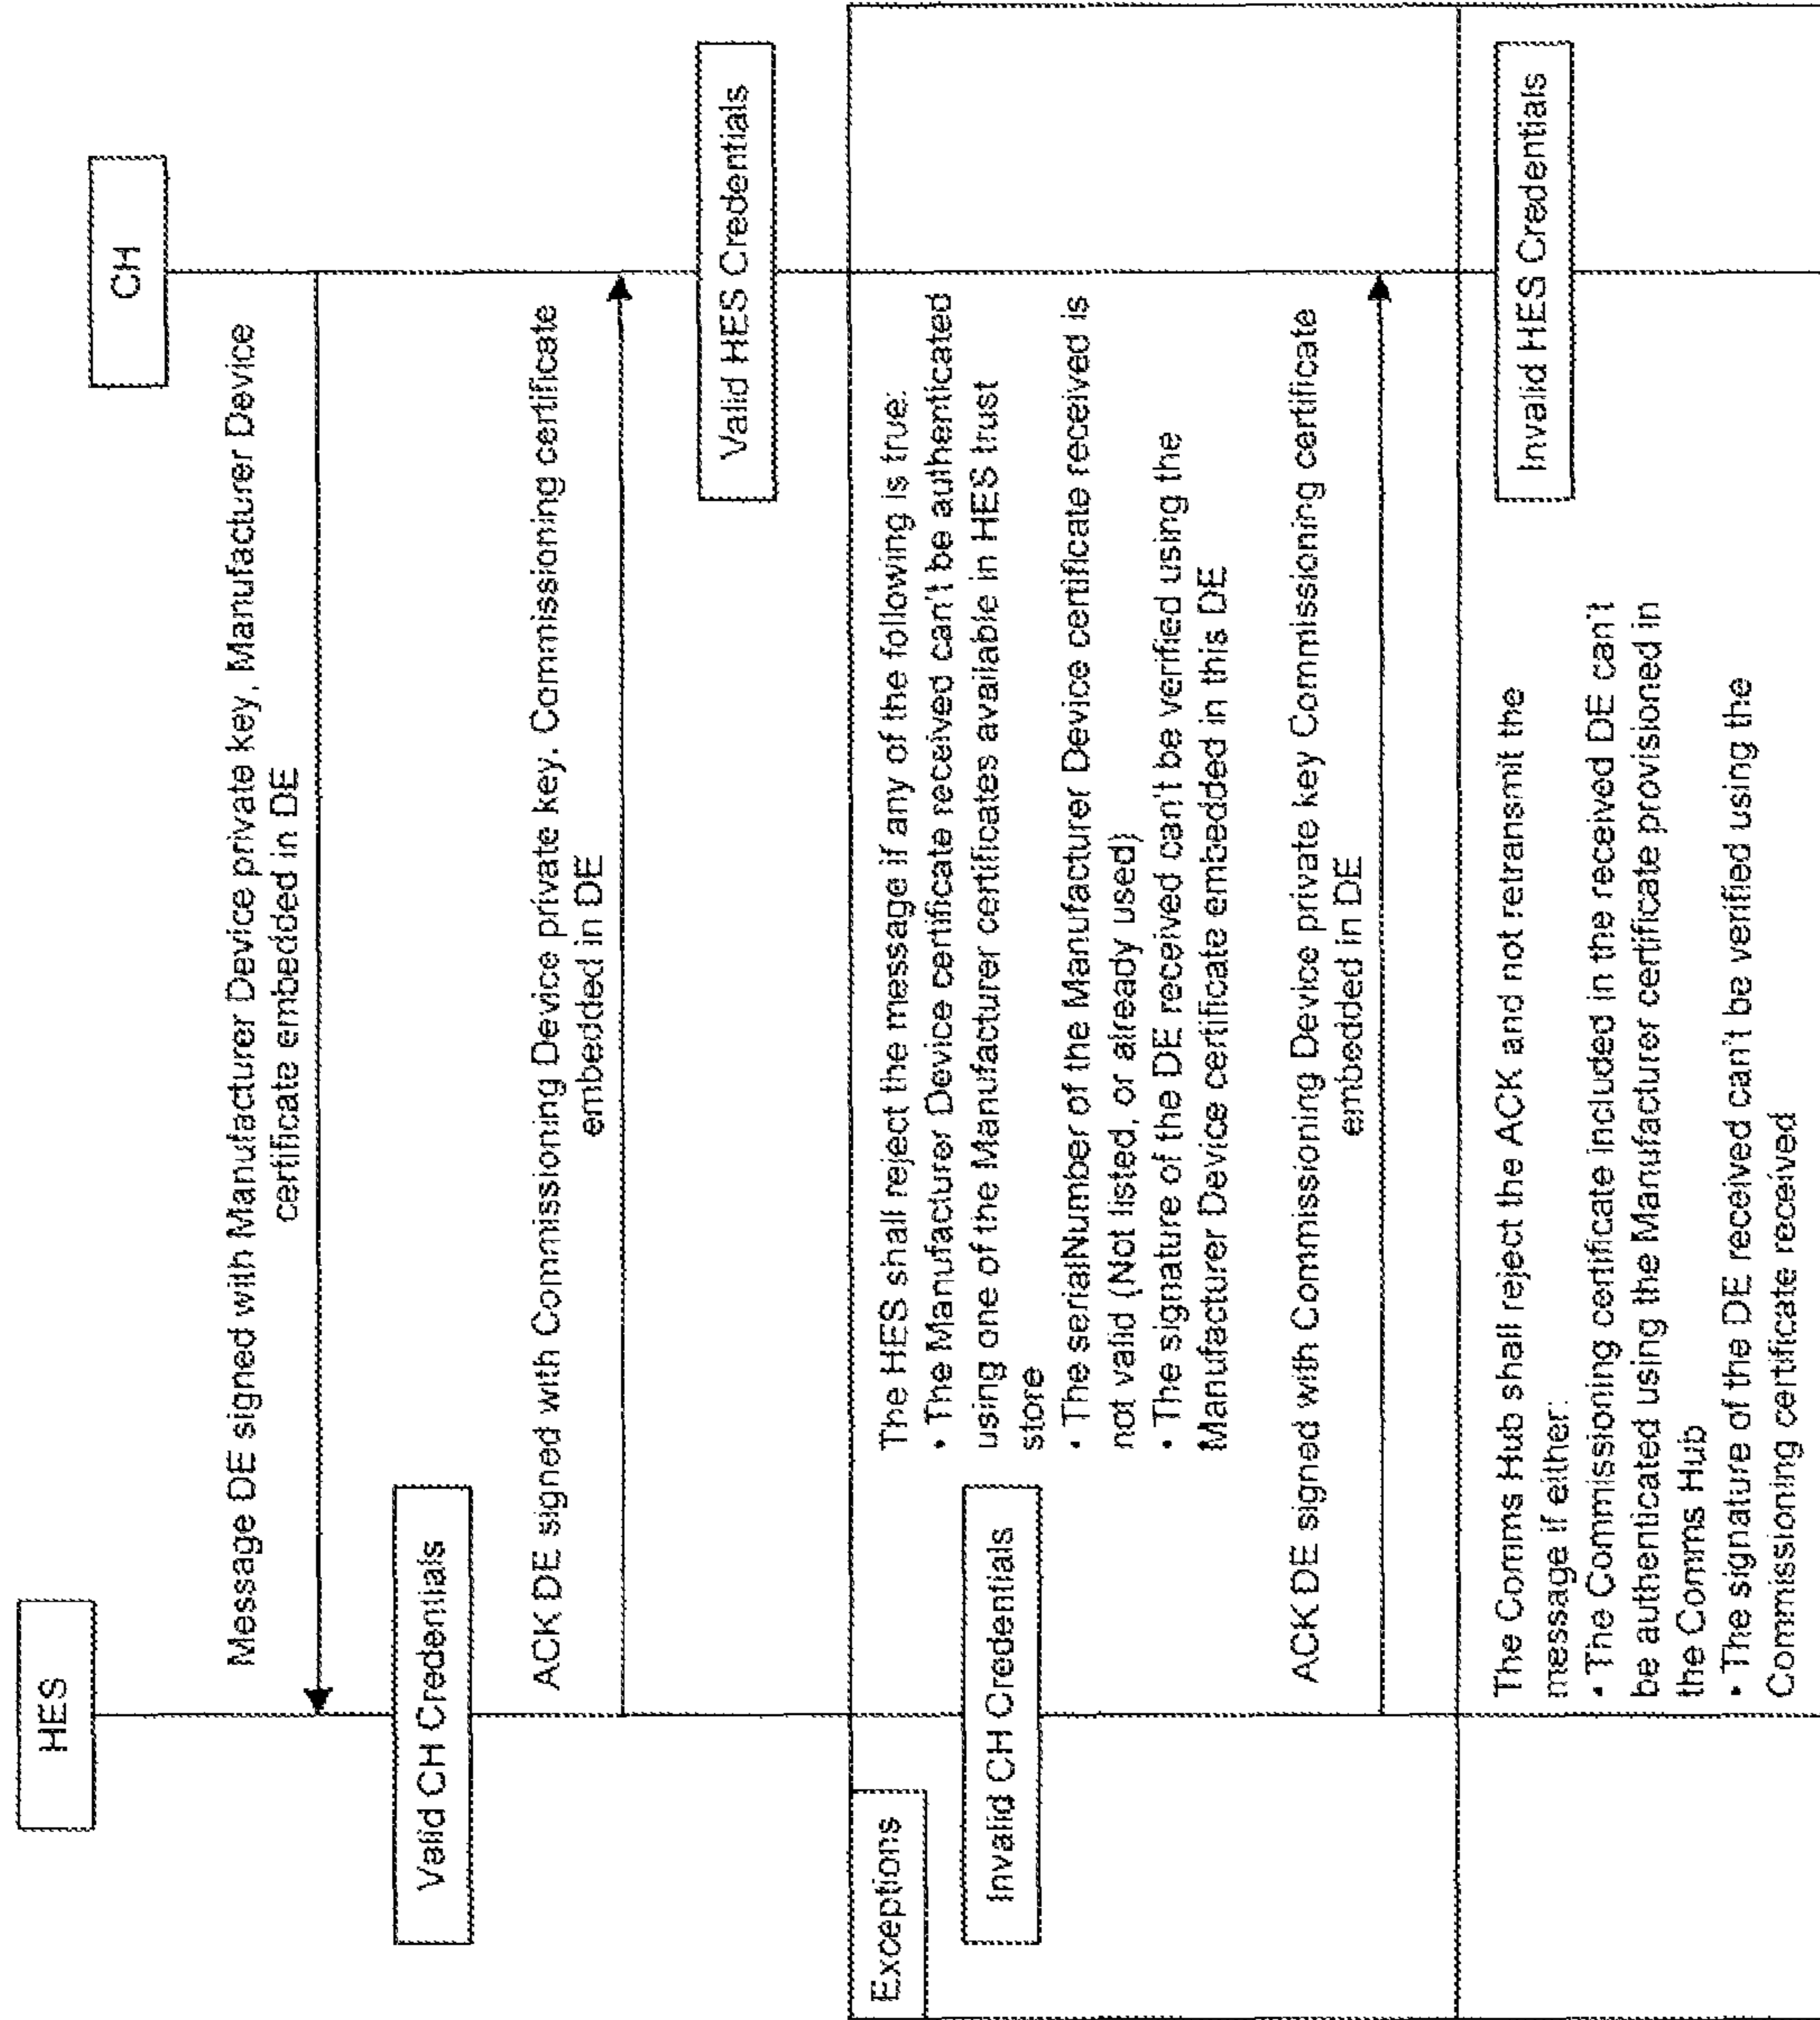 HES
CH
Message DE signed with Manufacturer Device private key, Manufacturer Device
certificate embedded in DE
Valid CH Credentials
ACK DE signed with Commissioning Device private key. Commissioning certificate
embedded in DE
Valid HES Credentials
Exceptions
The HES shall reject the message if any of the following is true:
• The Manufacturer Device certificate received can't be authenticated
using one of the Manufacturer certificates available in HES trust
store
• The serialNumber of the Manufacturer Device certificate received is
not valid (Not listed, or already used)
• The signature of the DE received can't be verified using the
Manufacturer Device certificate embedded in this DE
Invalid CH Credentials
ACK DE signed with Commissioning Device private key Commissioning certificate
embedded in DE
Invalid HES Credentials
The Comms Hub shall reject the ACK and not retransmit the
message if either:
• The Commissioning certificate included in the received DE can't
be authenticated using the Manufacturer certificate provisioned in
the Comms Hub
• The signature of the DE received can't be verified using the
Commissioning certificate received